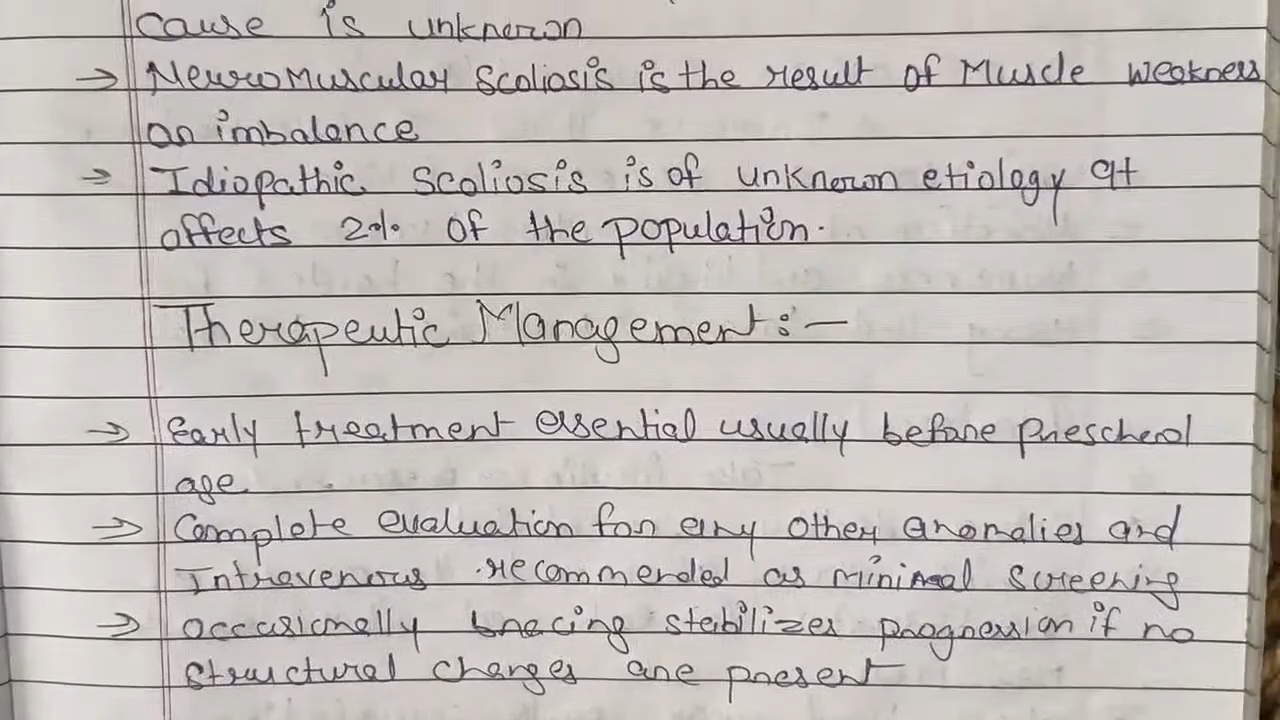 Cause is unknown
→ NeuroMuscular Scoliosis is the result of Muscle weakness
or imbalance
→ Idiopathic Scoliosis is of unknown etiology It
affects 2% of the population.
Therapeutic Management:-
→ Early treatment essential usually before preschool
age
→ Complete evaluation for any other anomalies and
Intravenous recommended as minimal screening
→ occasionally bracing stabilizes progression if no
structural changes are present